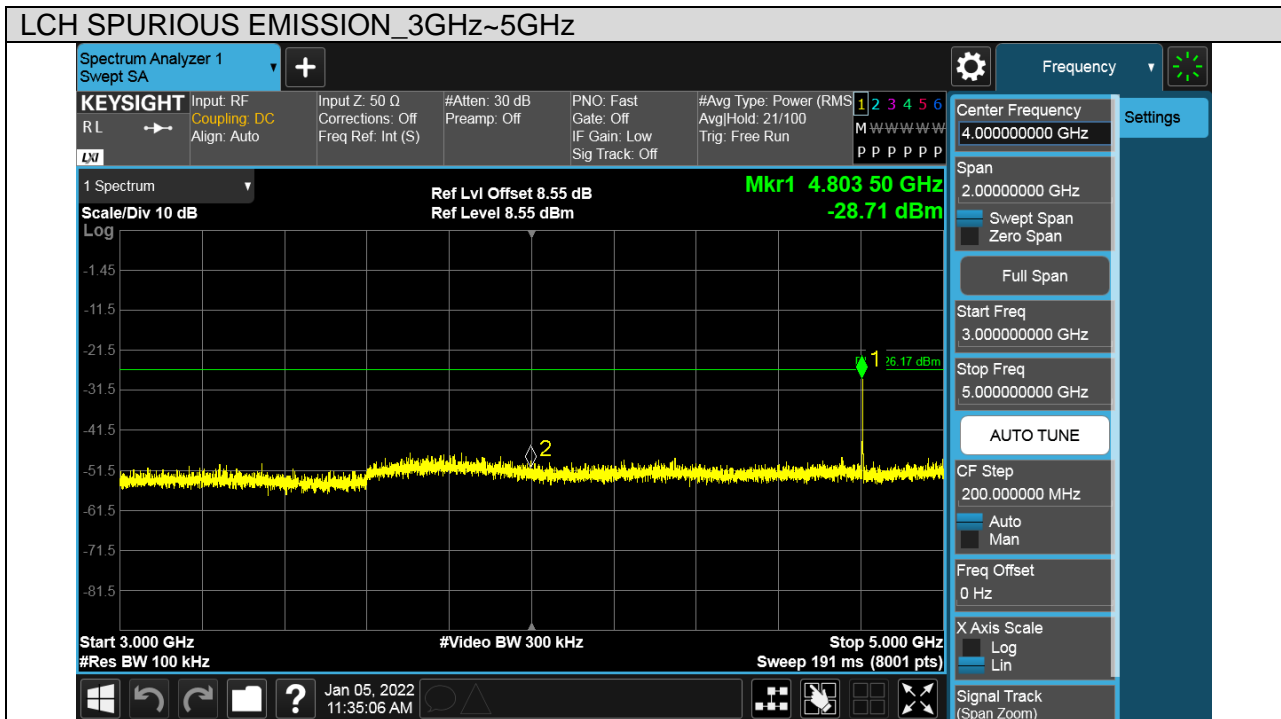 LCH SPURIOUS EMISSION_3GHz~5GHz
Spectrum Analyzer 1
Swept SA
Frequency
KEYSIGHT
R L
LXI
Input: RF
Coupling: DC
Align: Auto
Input Z: 50 Ω
Corrections: Off
Freq Ref: Int (S)
#Atten: 30 dB
Preamp: Off
PNO: Fast
Gate: Off
IF Gain: Low
Sig Track: Off
#Avg Type: Power (RMS
Avg|Hold: 21/100
Trig: Free Run
1 2 3 4 5 6
M W W W W W
P P P P P P
Center Frequency
4.000000000 GHz
Settings
1 Spectrum
Scale/Div 10 dB
Log
Ref Lvl Offset 8.55 dB
Ref Level 8.55 dBm
Mkr1 4.803 50 GHz
-28.71 dBm
-1.45
-11.5
-21.5
-31.5
-41.5
-51.5
-61.5
-71.5
-81.5
1
26.17 dBm
2
Start 3.000 GHz
#Res BW 100 kHz
#Video BW 300 kHz
Stop 5.000 GHz
Sweep 191 ms (8001 pts)
Span
2.00000000 GHz
Swept Span
Zero Span
Full Span
Start Freq
3.000000000 GHz
Stop Freq
5.000000000 GHz
AUTO TUNE
CF Step
200.000000 MHz
Auto
Man
Freq Offset
0 Hz
X Axis Scale
Log
Lin
Signal Track
(Span Zoom)
?
Jan 05, 2022
11:35:06 AM